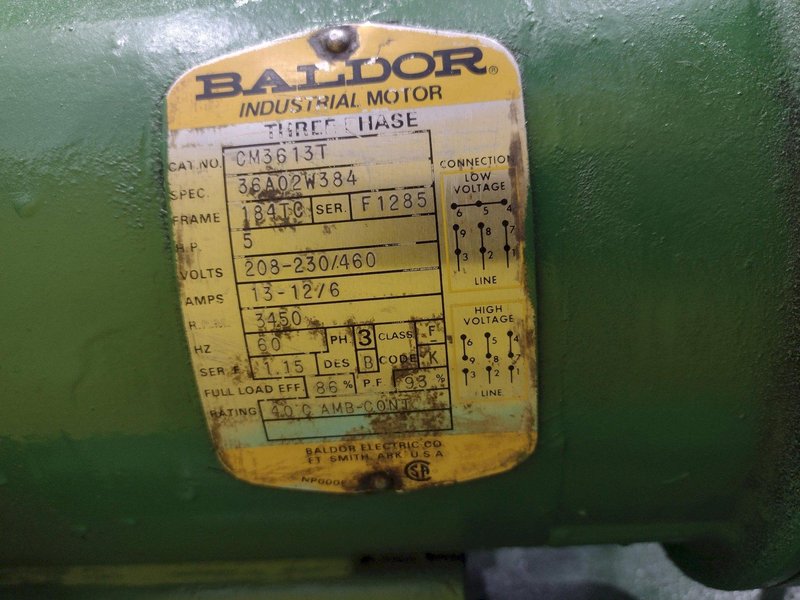 BALDOR®
INDUSTRIAL MOTOR
THREE PHASE
CAT.NO. CM3613T
SPEC. 36A02W384
FRAME 184TC SER. F1285
H.P. 5
VOLTS 208-230/460
AMPS 13-12/6
3450
HZ 60 PH 3 CLASS F
SER.F. 1.15 DES B CODE K
FULL LOAD EFF. 86 % P.F. 93 %
RATING 40 C AMB-CONT
BALDOR ELECTRIC CO.
FT. SMITH, ARK. U.S.A.
CONNECTION
LOW
VOLTAGE
6 5 4
9 8 7
3 2 1
LINE
HIGH
VOLTAGE
6 5 4
9 8 7
3 2 1
LINE